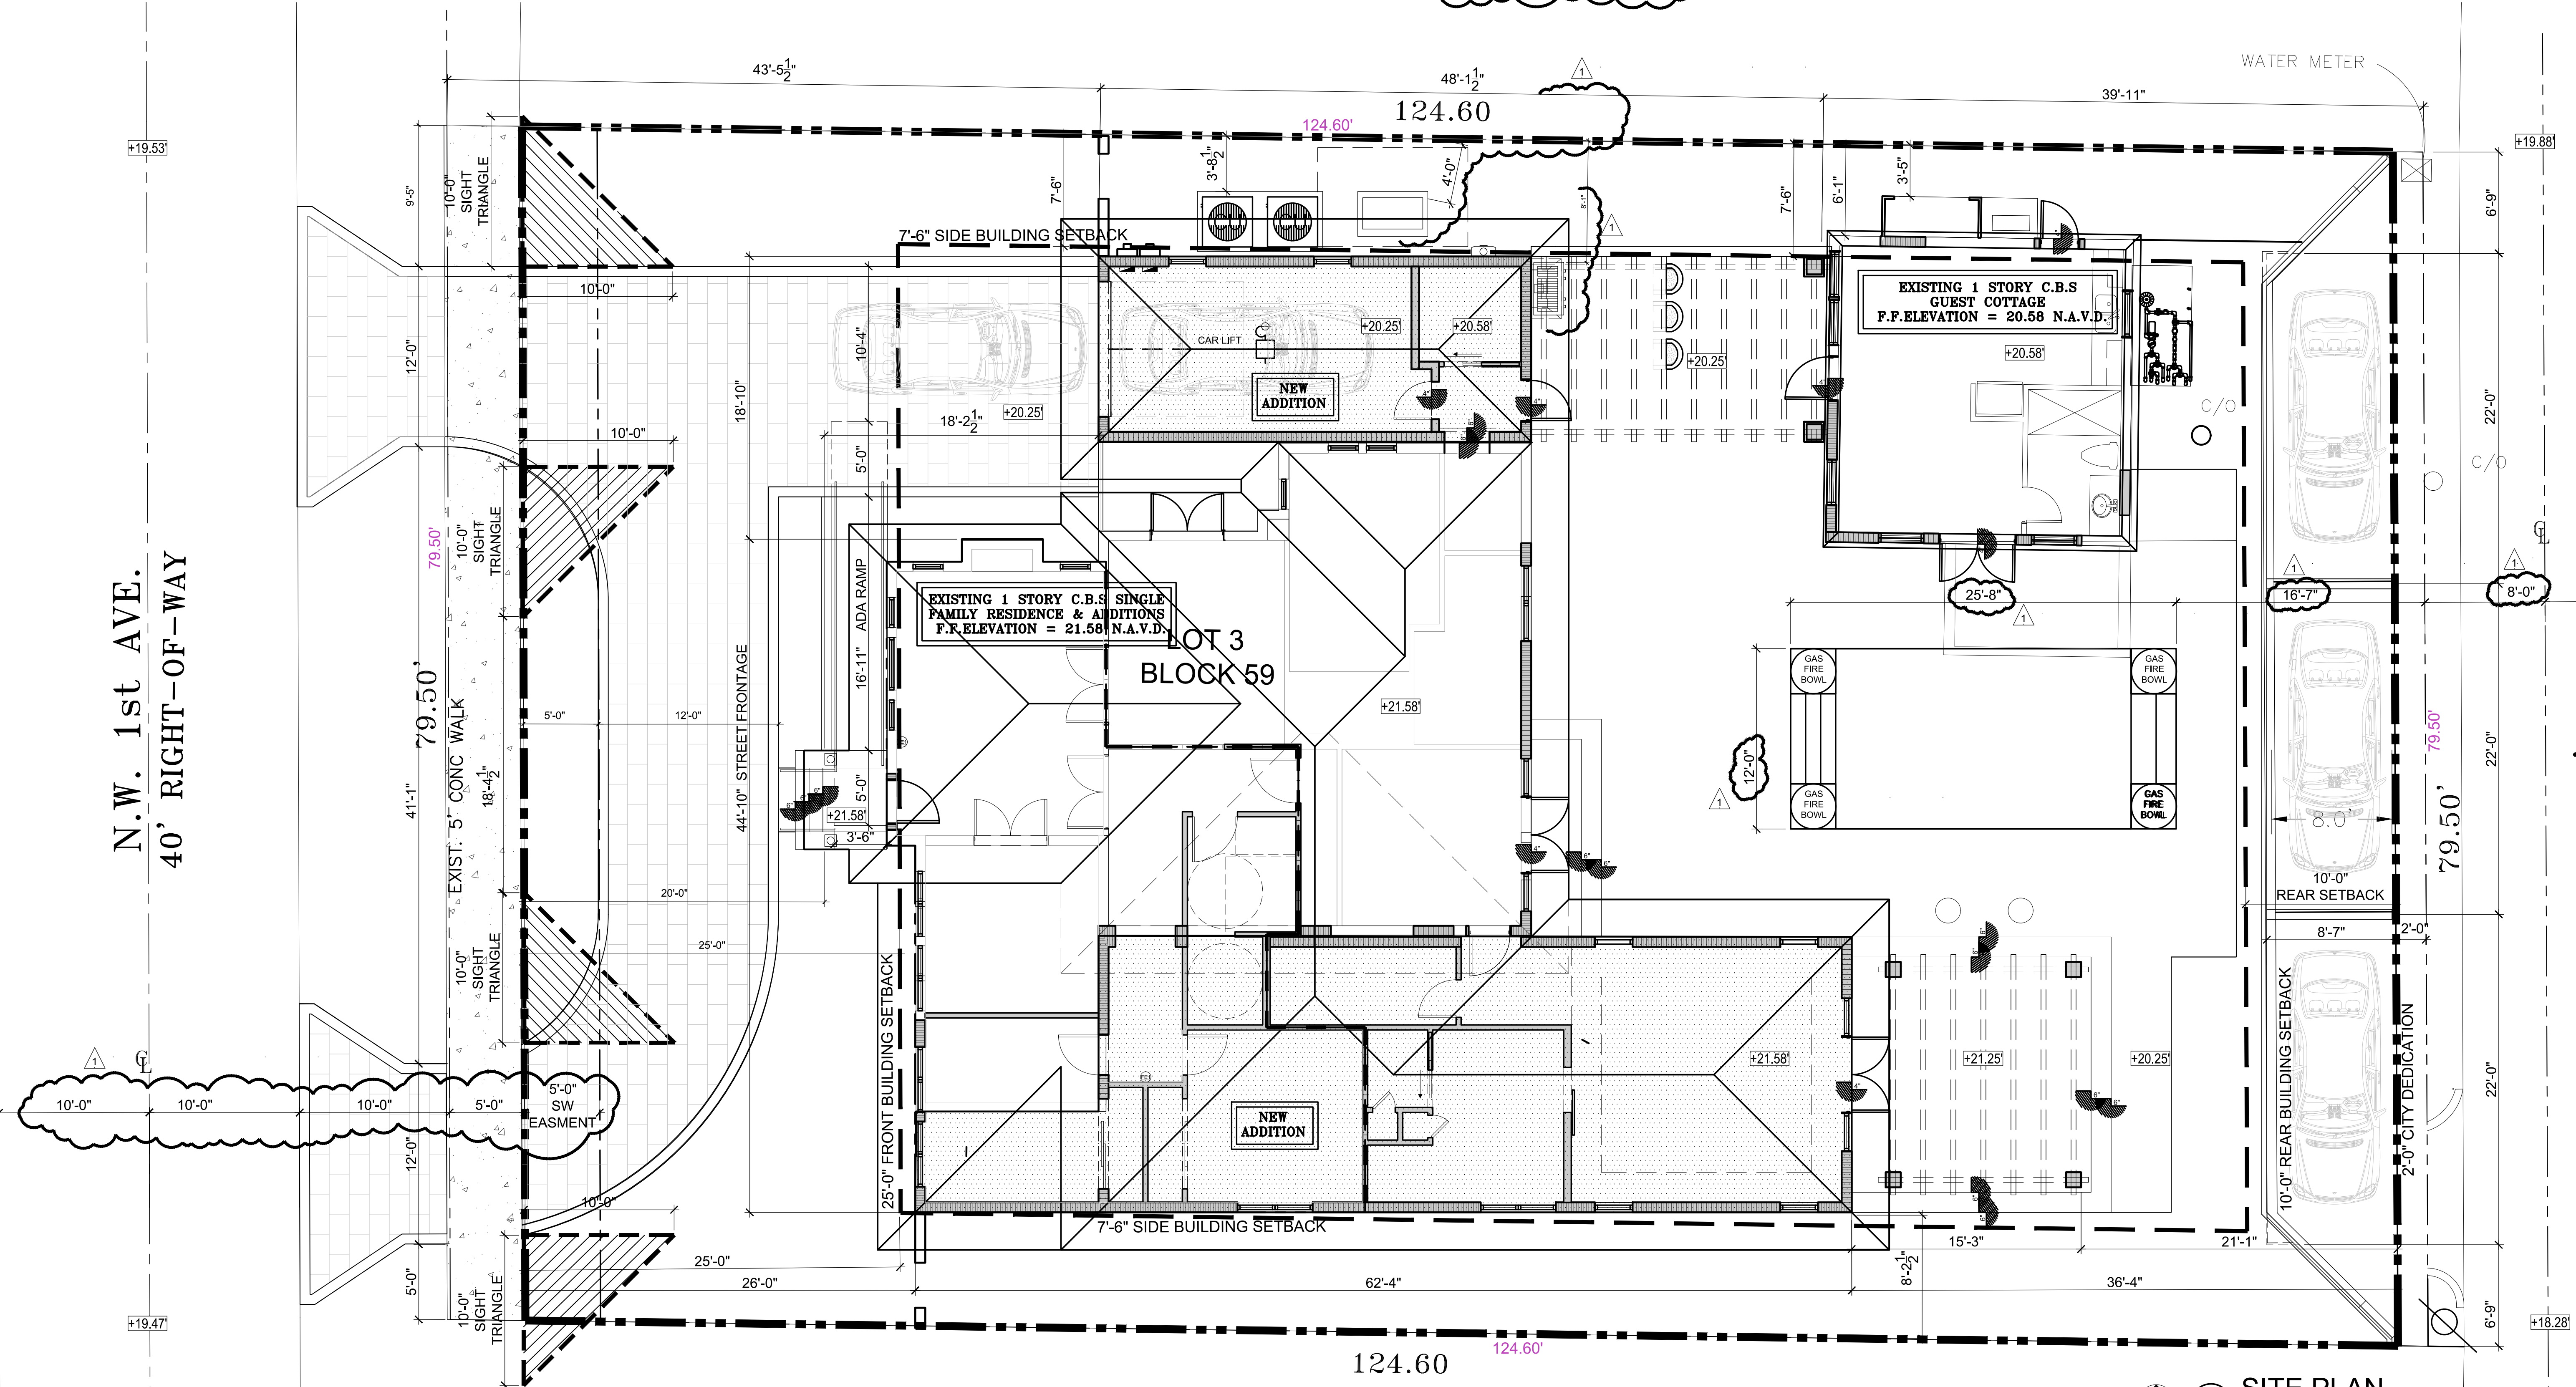 WATER METER
43'-5 1/2"
48'-1 1/2"
39'-11"
124.60
124.60'
1
+19.53'
+19.88'
9'-5"
10'-0"
SIGHT
TRIANGLE
7'-6"
3'-8 1/2"
4'-0"
8'-1"
1
7'-6"
6'-1"
3'-5"
6'-9"
7'-6" SIDE BUILDING SETBACK
10'-0"
12'-0"
10'-4"
18'-10"
CAR LIFT
+20.25'
+20.58'
NEW
ADDITION
+20.25'
EXISTING 1 STORY C.B.S
GUEST COTTAGE
F.F.ELEVATION = 20.58 N.A.V.D.
+20.58'
22'-0"
C/O
C/O
18'-2 1/2"
+20.25'
10'-0"
5'-0"
79.50'
10'-0"
SIGHT
TRIANGLE
ADA RAMP
16'-11"
EXISTING 1 STORY C.B.S SINGLE
FAMILY RESIDENCE & ADDITIONS
F.F.ELEVATION = 21.58' N.A.V.D.
LOT 3
BLOCK 59
25'-8"
1
16'-7"
1
8'-0"
1
N.W. 1st AVE.
40' RIGHT-OF-WAY
79.50'
EXIST. 5' CONC WALK
41'-1"
18'-4 1/2"
5'-0"
12'-0"
44'-10" STREET FRONTAGE
+21.58'
GAS
FIRE
BOWL
GAS
FIRE
BOWL
12'-0"
1
GAS
FIRE
BOWL
GAS
FIRE
BOWL
8.0'
22'-0"
79.50'
79.50'
5'-0"
+21.58'
3'-6"
20'-0"
25'-0"
10'-0"
REAR SETBACK
8'-7"
2'-0"
10'-0"
SIGHT
TRIANGLE
25'-0" FRONT BUILDING SETBACK
10'-0" REAR BUILDING SETBACK
2'-0" CITY DEDICATION
+21.58'
+21.25'
+20.25'
22'-0"
1
10'-0"
10'-0"
10'-0"
5'-0"
5'-0"
SW
EASMENT
12'-0"
NEW
ADDITION
10'-0"
7'-6" SIDE BUILDING SETBACK
15'-3"
21'-1"
25'-0"
26'-0"
62'-4"
8'-2 1/2"
36'-4"
5'-0"
10'-0"
SIGHT
TRIANGLE
6'-9"
+19.47'
+18.28'
124.60'
124.60
SITE PLAN